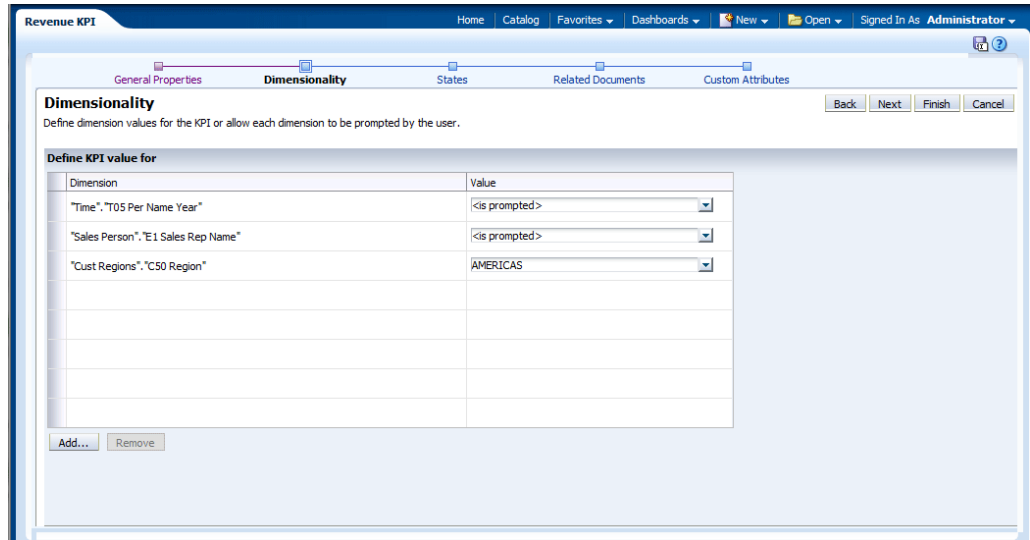 Revenue KPI Home Catalog Favorites Dashboards New Open Signed In As Administrator
General Properties Dimensionality States Related Documents Custom Attributes
Dimensionality Back Next Finish Cancel
Define dimension values for the KPI or allow each dimension to be prompted by the user.
Define KPI value for
Dimension Value
"Time"."T05 Per Name Year" <is prompted>
"Sales Person"."E1 Sales Rep Name" <is prompted>
"Cust Regions"."C50 Region" AMERICAS
Add... Remove